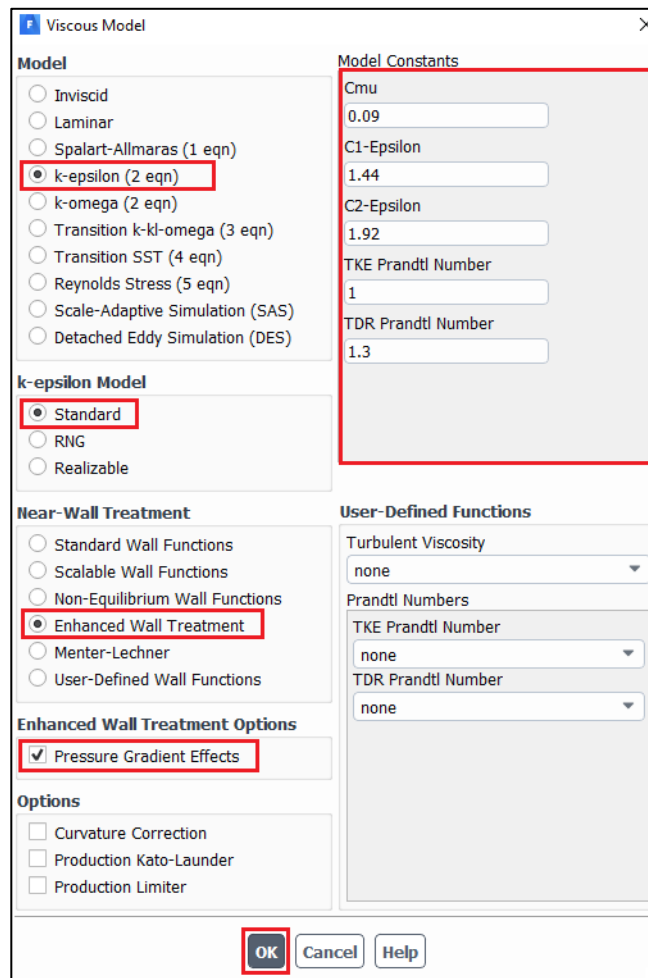 Viscous Model
Model
Inviscid
Laminar
Spalart-Allmaras (1 eqn)
k-epsilon (2 eqn)
k-omega (2 eqn)
Transition k-kl-omega (3 eqn)
Transition SST (4 eqn)
Reynolds Stress (5 eqn)
Scale-Adaptive Simulation (SAS)
Detached Eddy Simulation (DES)
k-epsilon Model
Standard
RNG
Realizable
Near-Wall Treatment
Standard Wall Functions
Scalable Wall Functions
Non-Equilibrium Wall Functions
Enhanced Wall Treatment
Menter-Lechner
User-Defined Wall Functions
Enhanced Wall Treatment Options
Pressure Gradient Effects
Options
Curvature Correction
Production Kato-Launder
Production Limiter
Model Constants
Cmu
0.09
C1-Epsilon
1.44
C2-Epsilon
1.92
TKE Prandtl Number
1
TDR Prandtl Number
1.3
User-Defined Functions
Turbulent Viscosity
none
Prandtl Numbers
TKE Prandtl Number
none
TDR Prandtl Number
none
OK Cancel Help